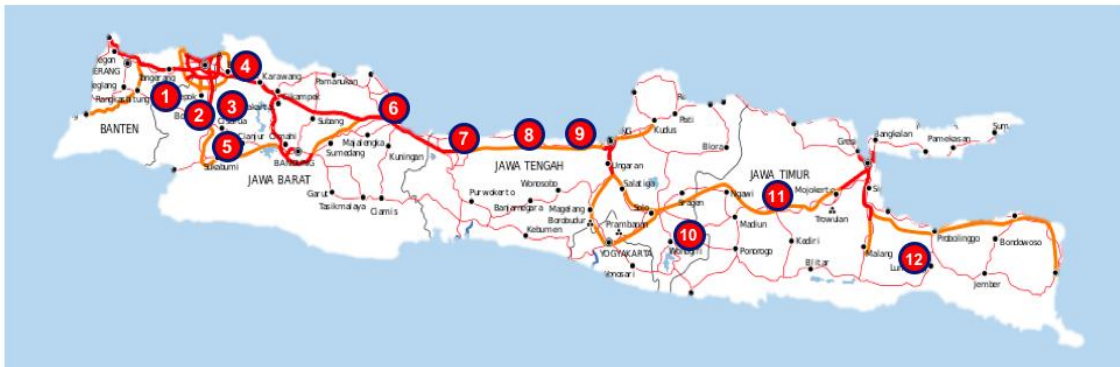 4
Karawang
Pamanukan
Tangerang
1
2
3
6
BANTEN
5
Cianjur
Cimahi
Subang
Sukabumi
BANDUNG
Sumedang
Majalengka
Kuningan
JAWA BARAT
Garut
Tasikmalaya
Ciamis
7
8
9
Kudus
Pati
Blora
JAWA TENGAH
Ungaran
Salatiga
Purwokerto
Wonosobo
Banjarnegara
Magelang
Borobudur
Kebumen
Solo
Sragen
Prambanan
YOGYAKARTA
Wonosari
10
Ngawi
Madiun
Ponorogo
JAWA TIMUR
11
Mojokerto
Trowulan
Kediri
Blitar
Malang
Bangkalan
Pamekasan
12
Probolinggo
Bondowoso
Jember